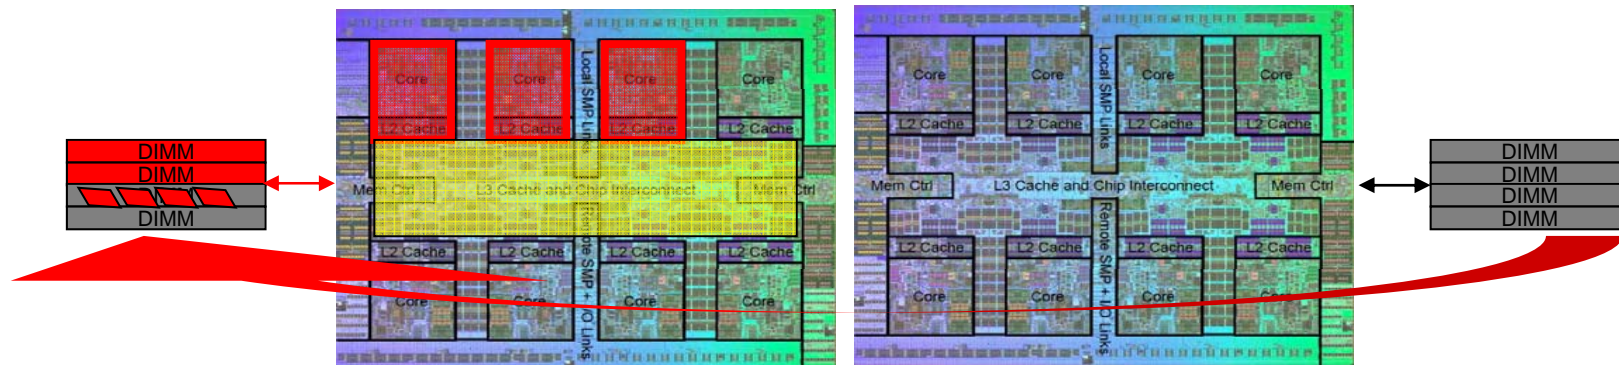 DIMM
DIMM
DIMM
Core
Core
Core
Core
L2 Cache
L2 Cache
L2 Cache
L2 Cache
Local SMP Links
Mem Ctrl
L3 Cache and Chip Interconnect
Mem Ctrl
L2 Cache
L2 Cache
L2 Cache
L2 Cache
Core
Core
Core
Core
Remote SMP + I/O Links
Core
Core
Core
Core
L2 Cache
L2 Cache
L2 Cache
L2 Cache
Local SMP Links
Mem Ctrl
L3 Cache and Chip Interconnect
Mem Ctrl
L2 Cache
L2 Cache
L2 Cache
L2 Cache
Core
Core
Core
Core
Remote SMP + I/O Links
DIMM
DIMM
DIMM
DIMM